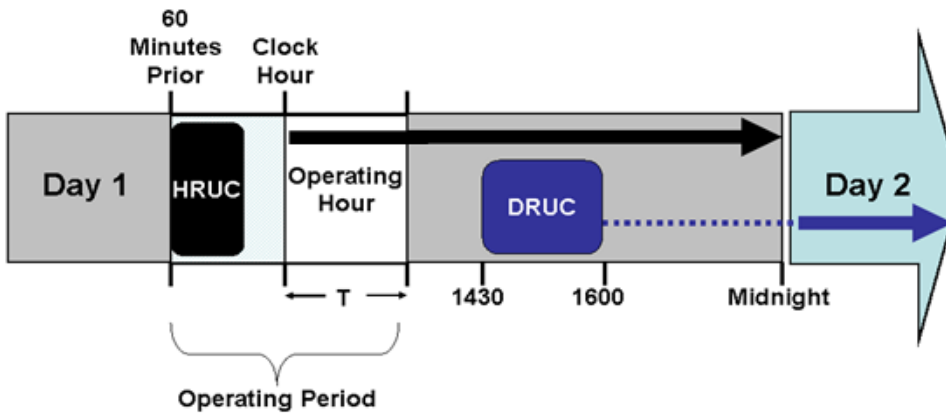 60
Minutes
Prior
Clock
Hour
Day 1
HRUC
Operating
Hour
DRUC
Day 2
T
1430
1600
Midnight
Operating Period